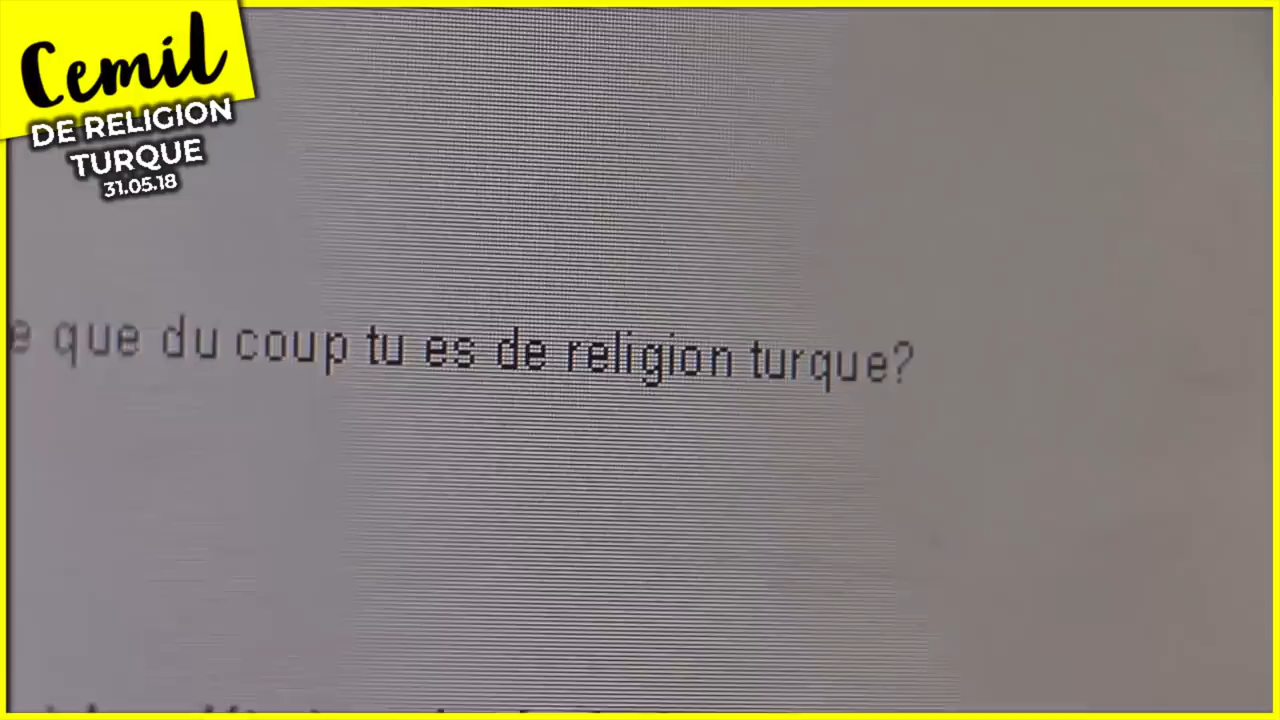 Cemil
DE RELIGION
TURQUE
31.05.18
e que du coup tu es de religion turque?